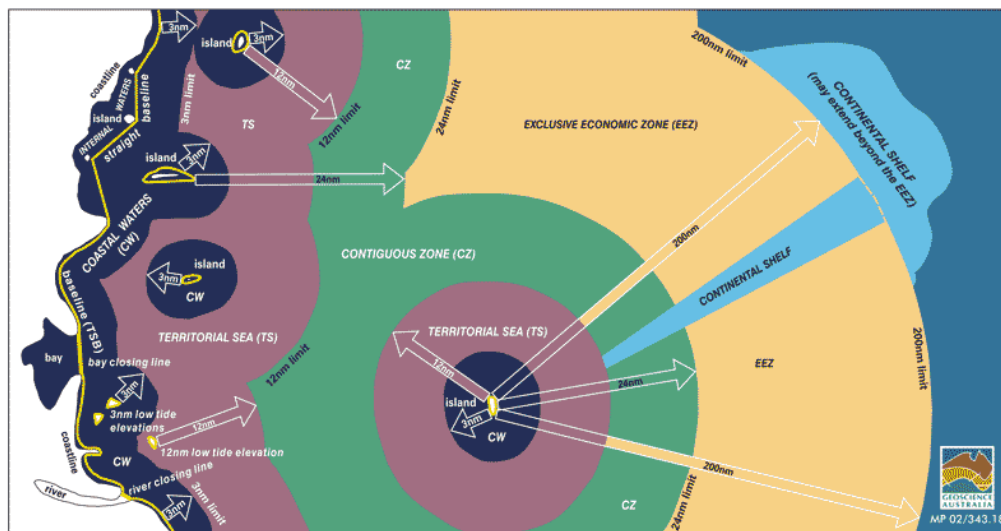 3nm
island
3nm
12nm
CZ
200nm limit
coastline
INTERNAL WATERS
island
straight baseline
3nm limit
TS
12nm limit
24nm limit
EXCLUSIVE ECONOMIC ZONE (EEZ)
CONTINENTAL SHELF
(may extend beyond
the EEZ)
island
3nm
24nm
COASTAL WATERS
(CW)
200nm
island
3nm
CW
CONTIGUOUS ZONE (CZ)
CONTINENTAL SHELF
baseline (TSB)
TERRITORIAL SEA (TS)
TERRITORIAL SEA (TS)
bay
bay closing line
12nm limit
12nm
EEZ
200nm limit
3nm
24nm
3nm low tide
elevations
12nm
island
3nm
CW
coastline
CW
12nm low tide elevation
river closing line
200nm
river
3nm
3nm limit
CZ
24nm limit
GEOSCIENCE
AUSTRALIA
MP 02/343.10